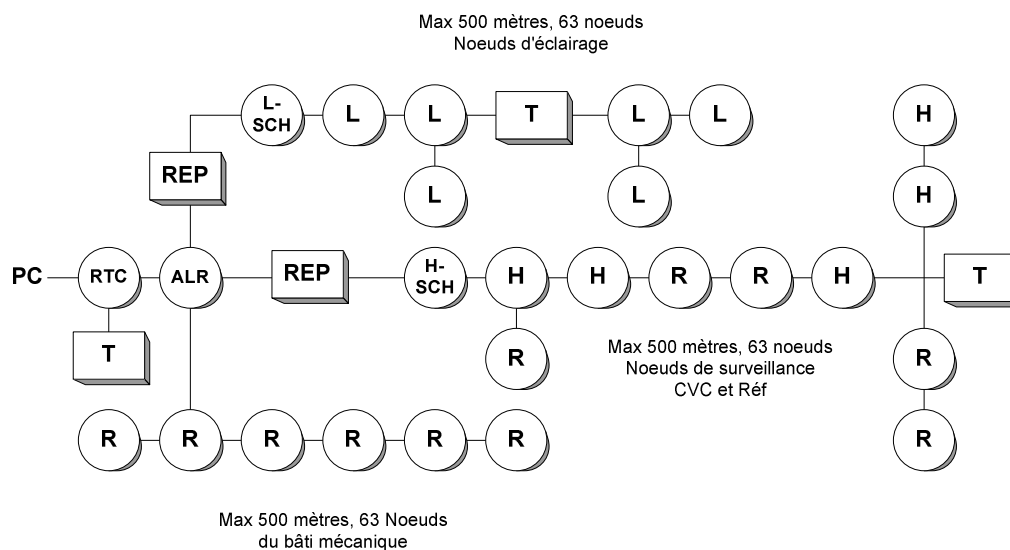 Max 500 mètres, 63 noeuds
Noeuds d'éclairage
L-
SCH
L
L
T
L
L
H
REP
L
L
H
PC
RTC
ALR
REP
H-
SCH
H
H
R
R
H
T
T
R
Max 500 mètres, 63 noeuds
Noeuds de surveillance
CVC et Réf
R
R
R
R
R
R
R
R
R
Max 500 mètres, 63 Noeuds
du bâti mécanique